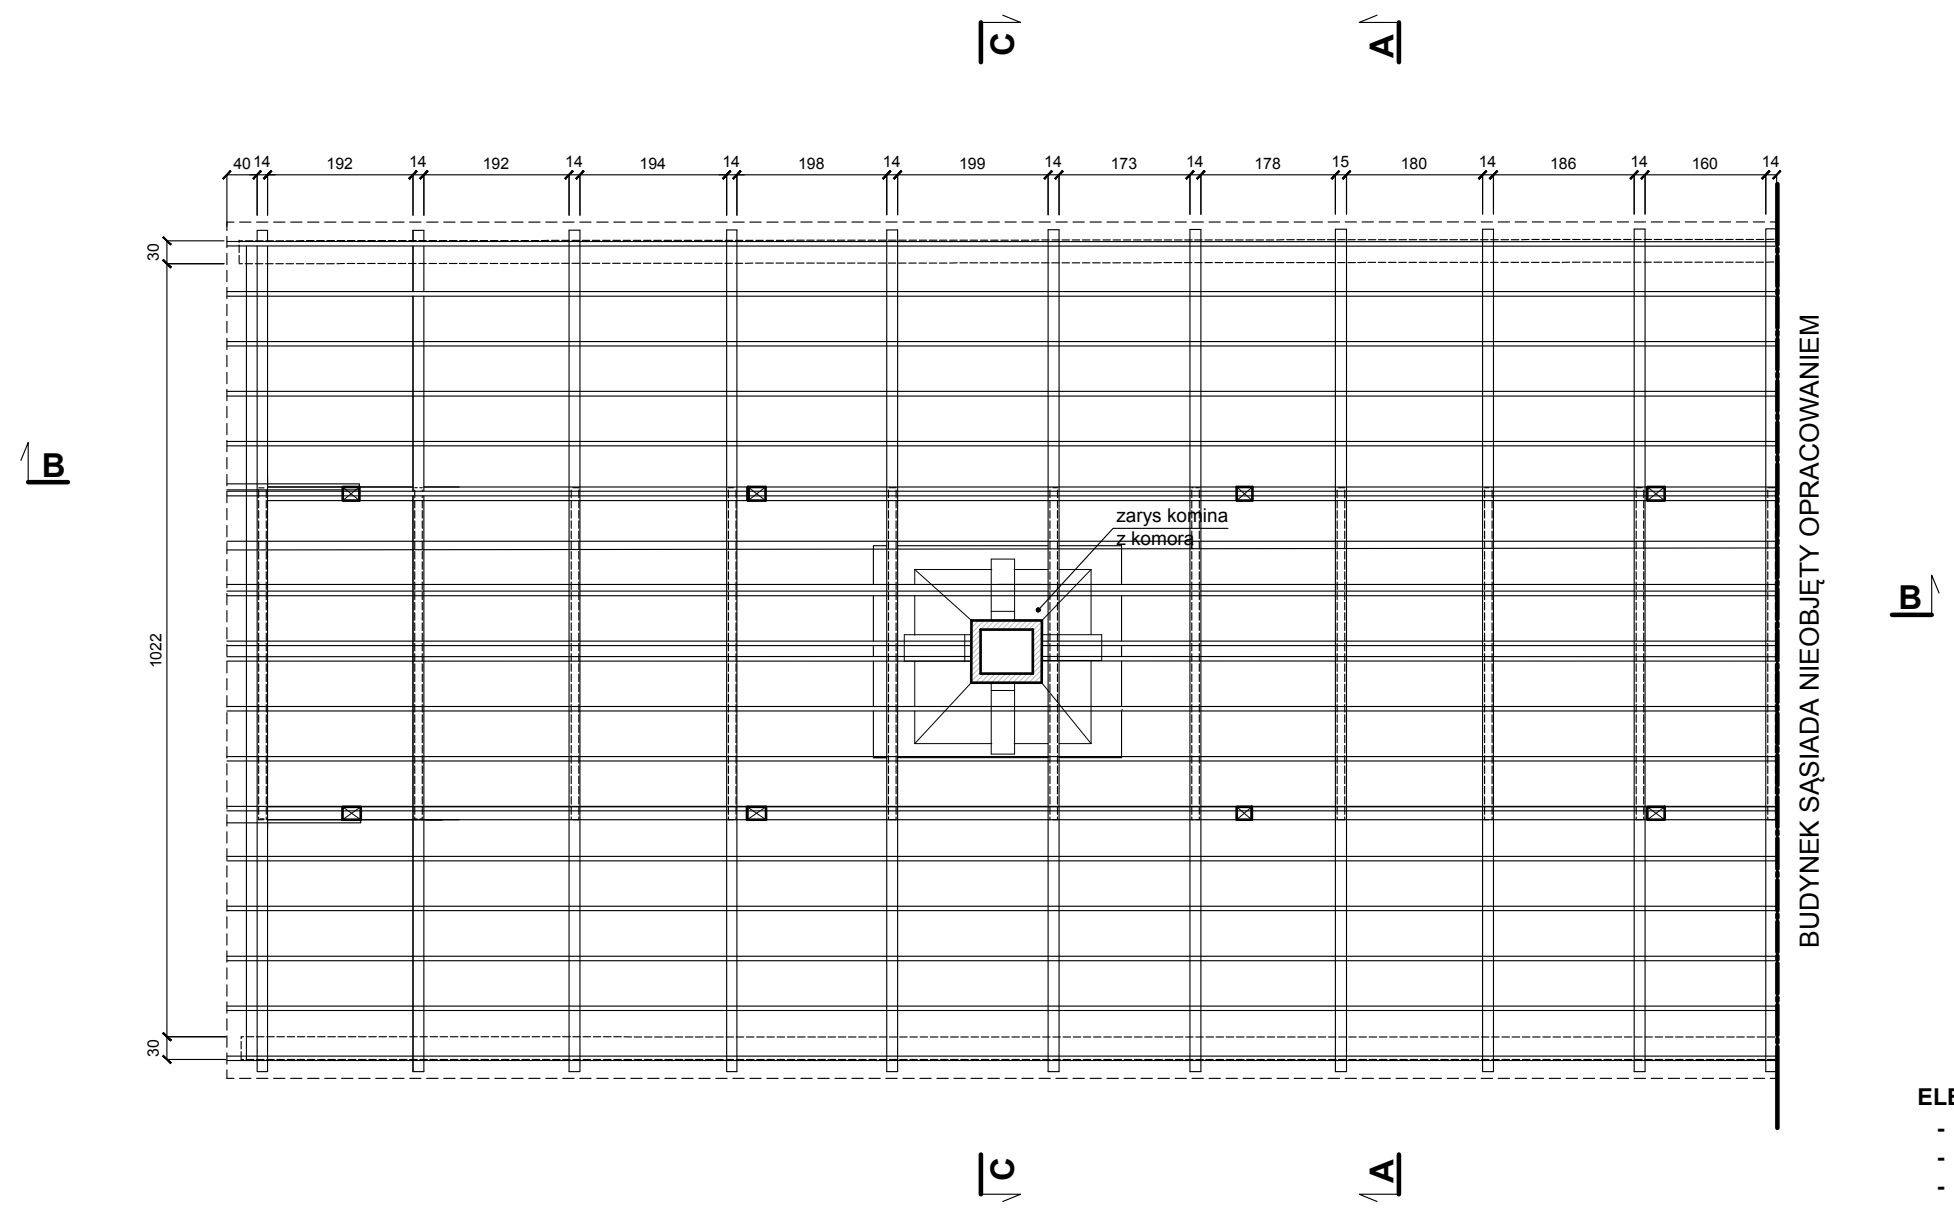 C
A
40 14 192 14 192 14 194 14 198 14 199 14 173 14 178 15 180 14 186 14 160 14
30
B
zarys komina
z komorą
BUDYNEK SĄSIADA NIEOBJĘTY OPRACOWANIEM
B
1022
30
ELE
-
-
-
C
A